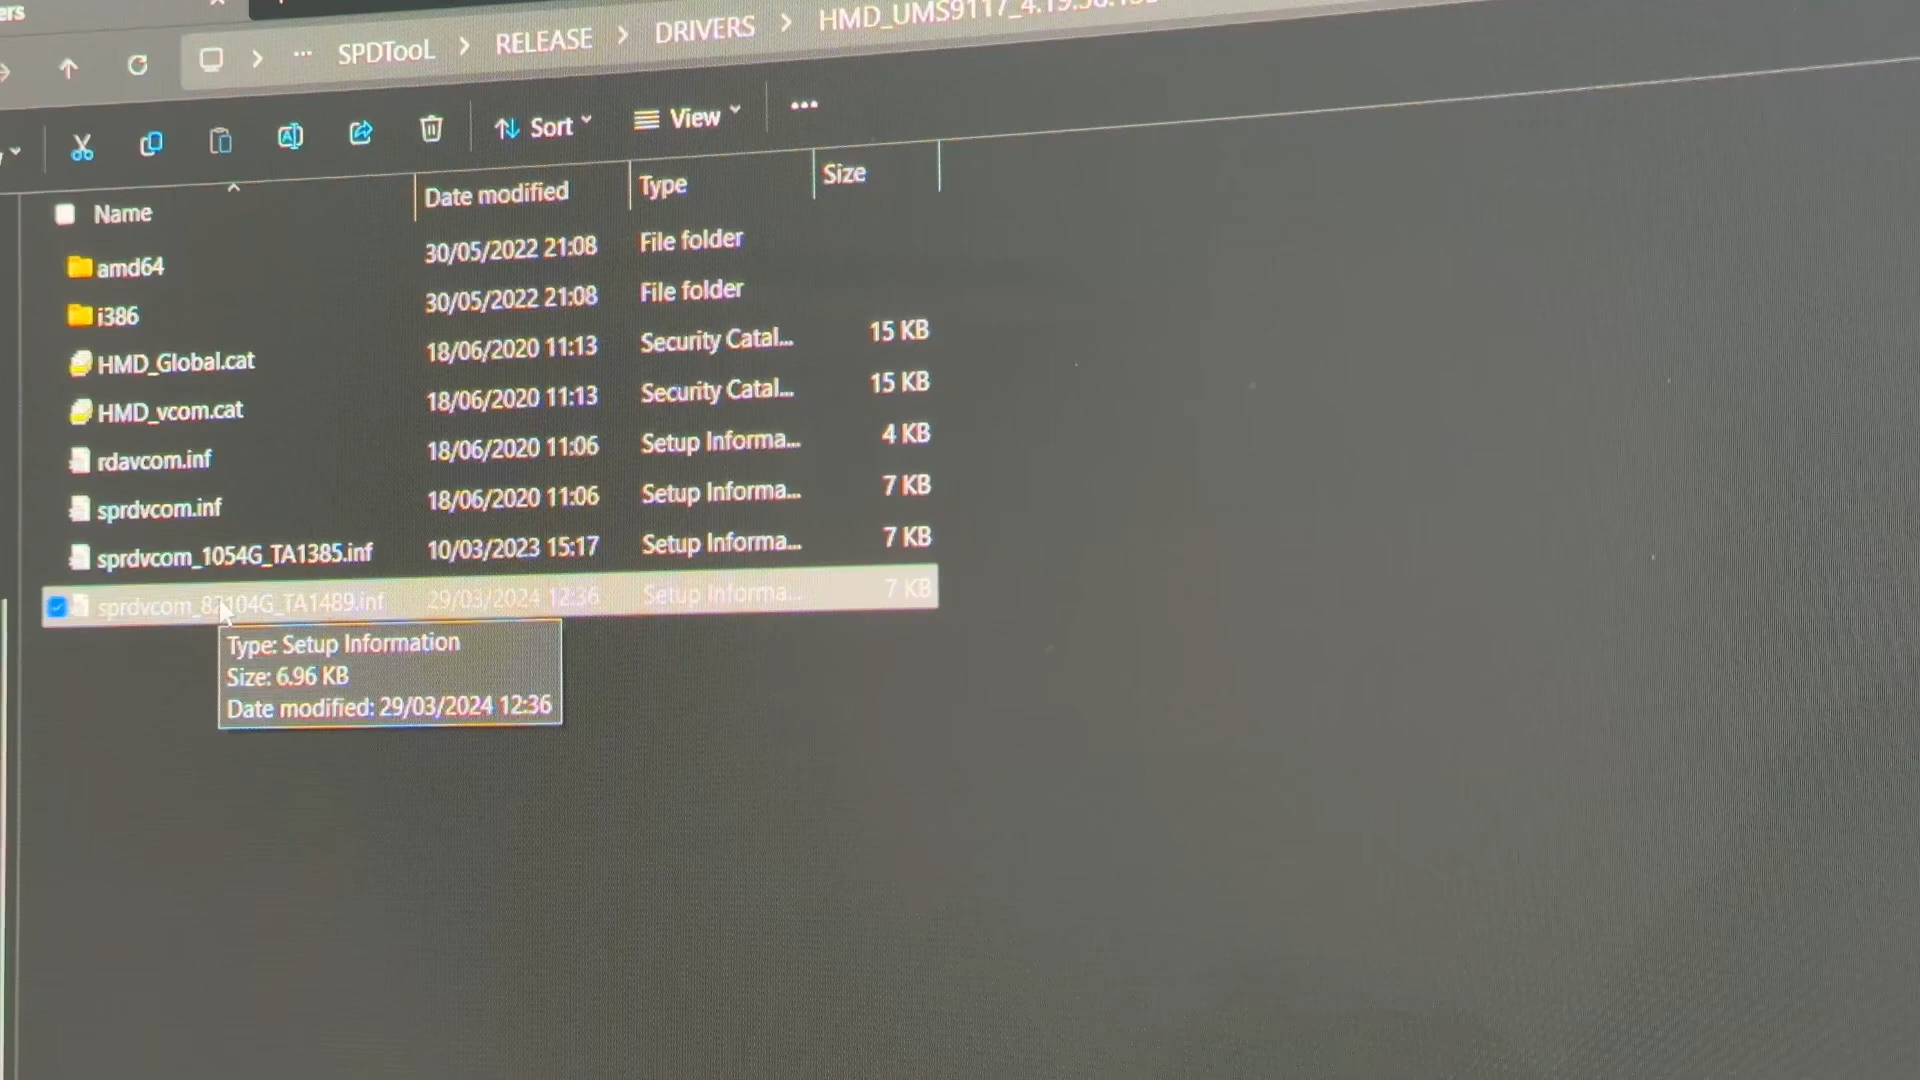 ers
… SPDTooL > RELEASE > DRIVERS >
Sort View •••
Name Date modified Type Size
amd64 30/05/2022 21:08 File folder
i386 30/05/2022 21:08 File folder
HMD_Global.cat 18/06/2020 11:13 Security Catal... 15 KB
HMD_vcom.cat 18/06/2020 11:13 Security Catal... 15 KB
rdavcom.inf 18/06/2020 11:06 Setup Informa... 4 KB
sprdvcom.inf 18/06/2020 11:06 Setup Informa... 7 KB
sprdvcom_1054G_TA1385.inf 10/03/2023 15:17 Setup Informa... 7 KB
29/03/2024 12:36 Setup Informa... 7 KB
Type: Setup Information
Size: 6.96 KB
Date modified: 29/03/2024 12:36